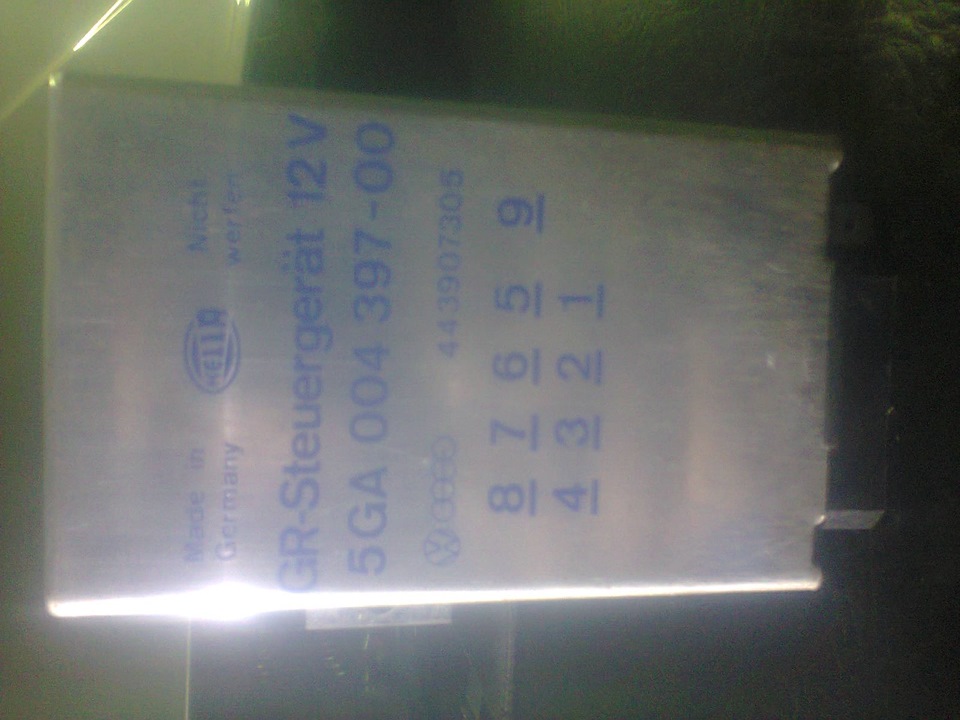 Made in
Germany
HELLA
Nicht
werfen
GR-Steuergerät 12V
5GA 004 397-00
VW 443907305
8 7 6 5 9
4 3 2 1